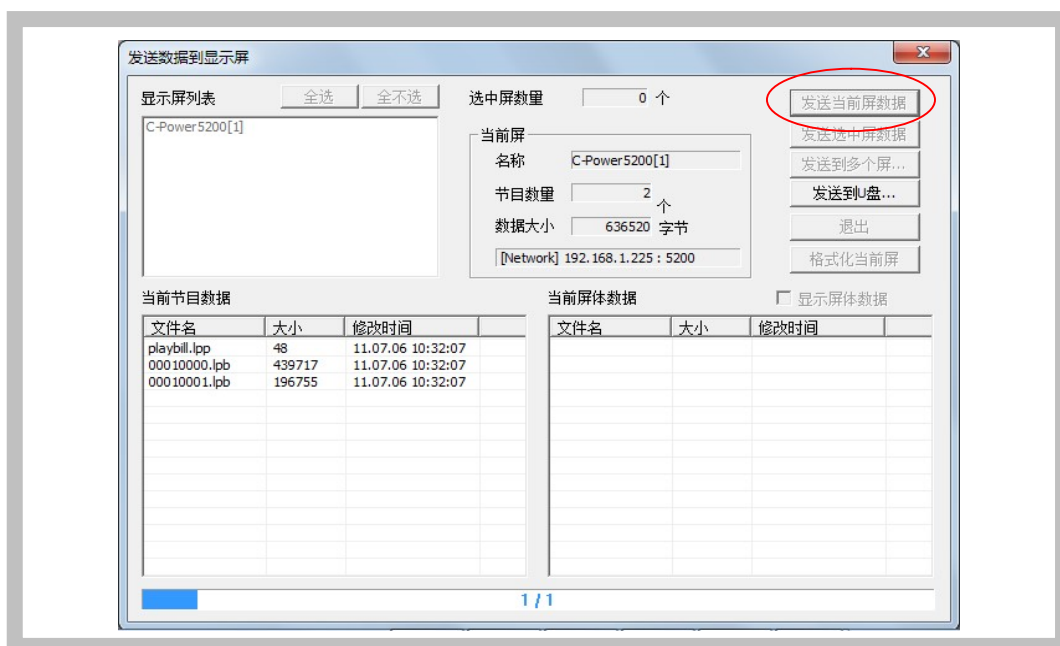 发送数据到显示屏
显示屏列表 全选 全不选
C-Power5200[1]
选中屏数量 0 个
当前屏
名称 C-Power5200[1]
节目数量 2 个
数据大小 636520 字节
[Network] 192.168.1.225 : 5200
发送当前屏数据
发送选中屏数据
发送到多个屏...
发送到U盘...
退出
格式化当前屏
当前节目数据
文件名 大小 修改时间
playbill.lpp 48 11.07.06 10:32:07
00010000.lpb 439717 11.07.06 10:32:07
00010001.lpb 196755 11.07.06 10:32:07
当前屏体数据 显示屏体数据
文件名 大小 修改时间
1 / 1